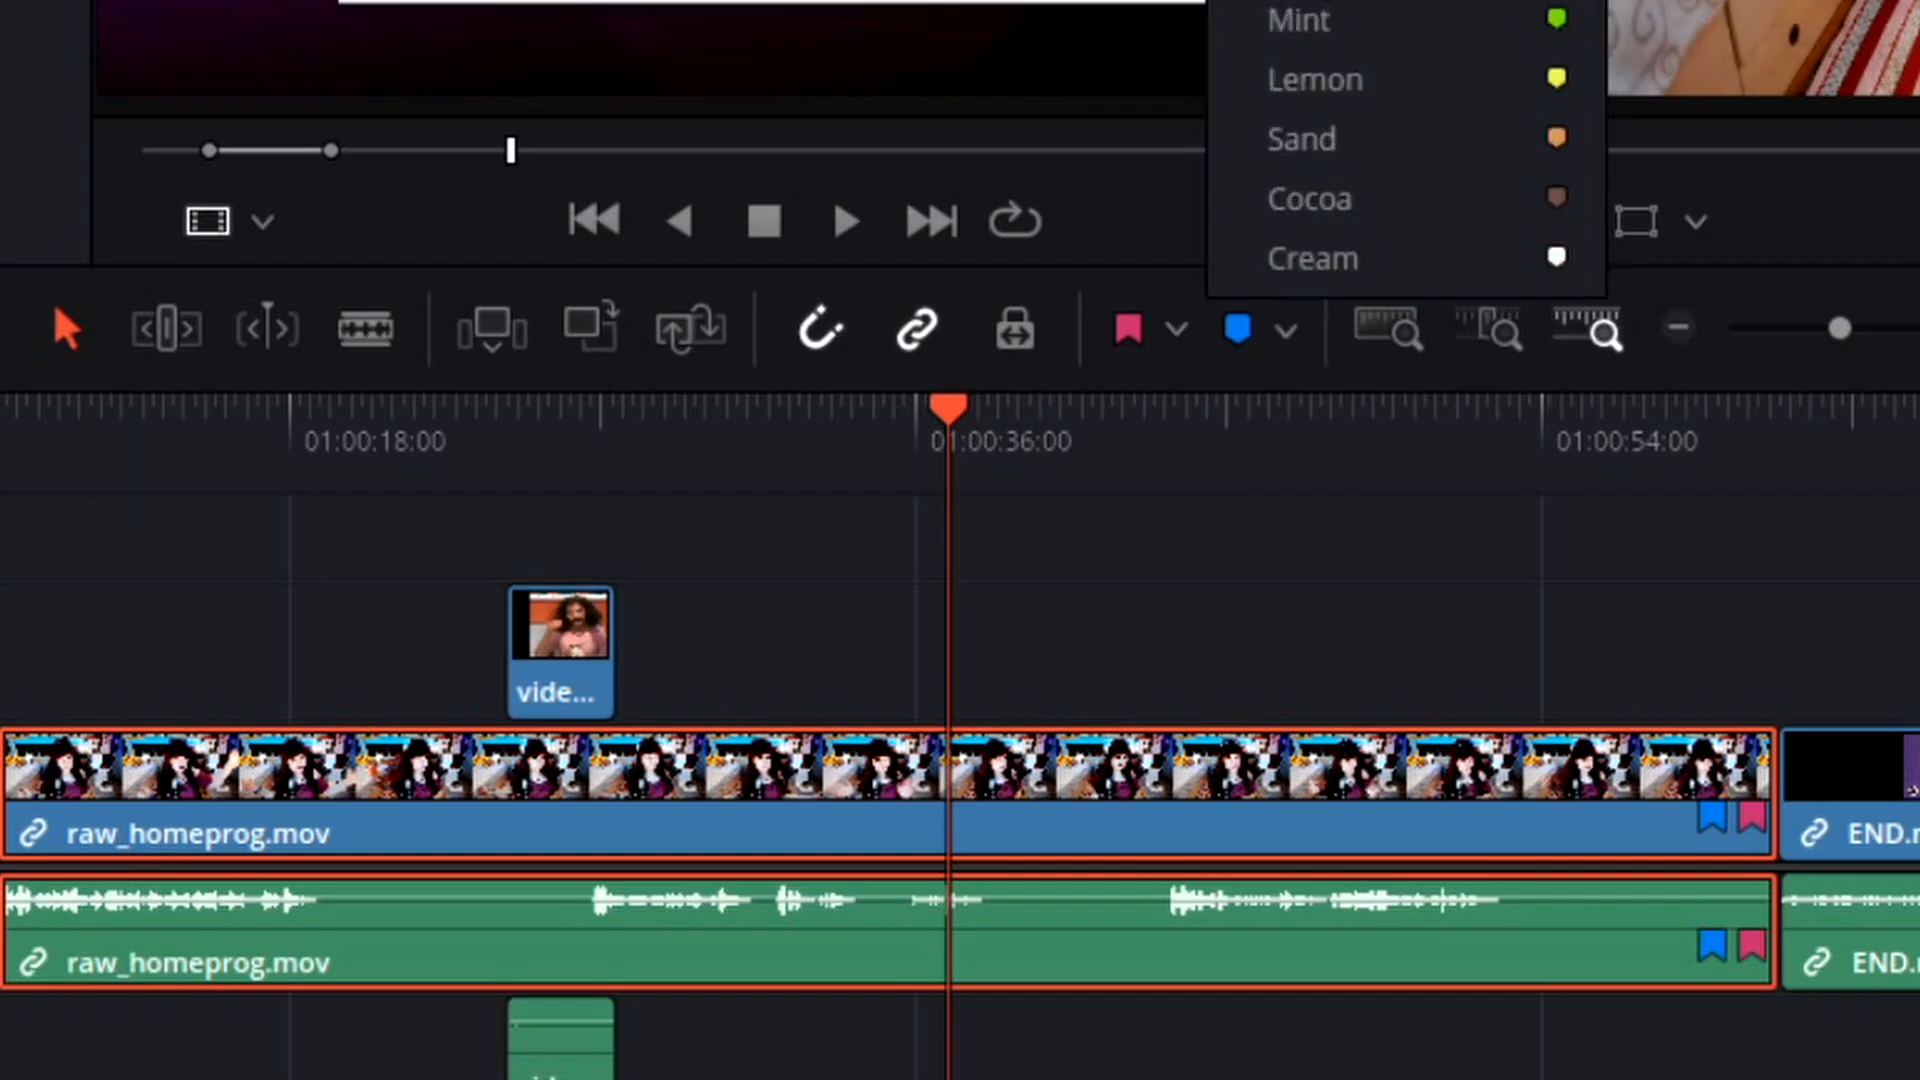 Mint
Lemon
Sand
Cocoa
Cream
01:00:18:00
01:00:36:00
01:00:54:00
vide...
raw_homeprog.mov
END.
raw_homeprog.mov
END.